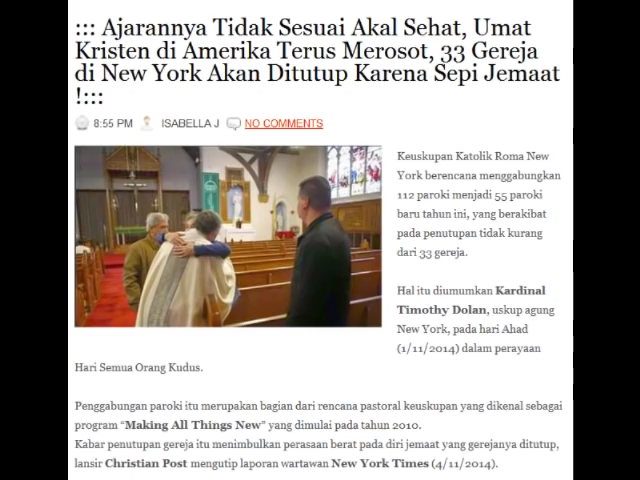 ::: Ajarannya Tidak Sesuai Akal Sehat, Umat
Kristen di Amerika Terus Merosot, 33 Gereja
di New York Akan Ditutup Karena Sepi Jemaat
!:::
8:55 PM ISABELLA J NO COMMENTS
Keuskupan Katolik Roma New
York berencana menggabungkan
112 paroki menjadi 55 paroki
baru tahun ini, yang berakibat
pada penutupan tidak kurang
dari 33 gereja.
Hal itu diumumkan Kardinal
Timothy Dolan, uskup agung
New York, pada hari Ahad
(1/11/2014) dalam perayaan
Hari Semua Orang Kudus.
Penggabungan paroki itu merupakan bagian dari rencana pastoral keuskupan yang dikenal sebagai
program “Making All Things New” yang dimulai pada tahun 2010.
Kabar penutupan gereja itu menimbulkan perasaan berat pada diri jemaat yang gerejanya ditutup,
lansir Christian Post mengutip laporan wartawan New York Times (4/11/2014).